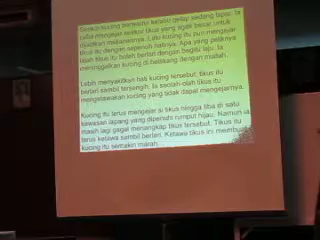 Seekor kucing berwarna kelabu gelap sedang lapar. Ia
cuba mengejar seekor tikus yang agak besar untuk
dijadikan makanannya. Lalu kucing itu pun mengejar
tikus itu dengan sepenuh hatinya. Apa yang peliknya
ialah tikus itu boleh berlari dengan begitu laju. Ia
meninggalkan kucing di belakang dengan mudah.
Lebih menyakitkan hati kucing tersebut, tikus itu
berlari sambil tersengih. Ia seolah-olah tikus itu
mengetawakan kucing yang tidak dapat mengejarnya.
Kucing itu terus mengejar si tikus hingga tiba di satu
kawasan lapang yang dipenuhi rumput hijau. Namun ia
masih lagi gagal menangkap tikus tersebut. Tikus itu
terus ketawa sambil berlari. Ketawa tikus ini membuat
kucing itu semakin marah.